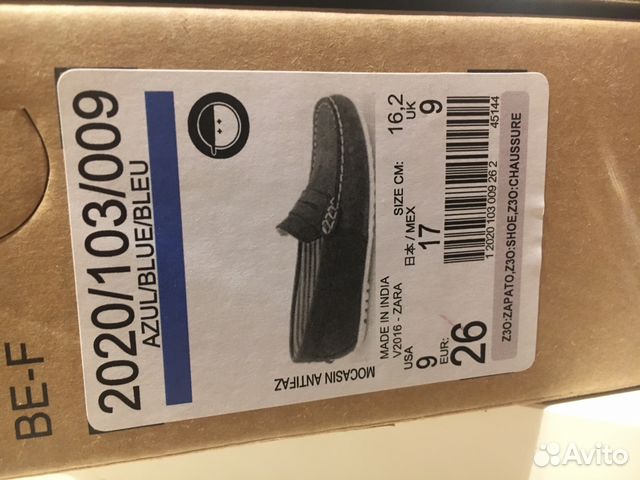 BE-F
2020/103/009
AZUL/BLUE/BLEU
MOCASIN ANTIFAZ
MADE IN INDIA
V2016 - ZARA
日本 / MEX
SIZE CM: 16,2
USA
9
17
UK
9
EUR:
26
1 2020 103 009 26 2
45144
Z3O:ZAPATO,Z3O:SHOE,Z3O:CHAUSSURE
Avito